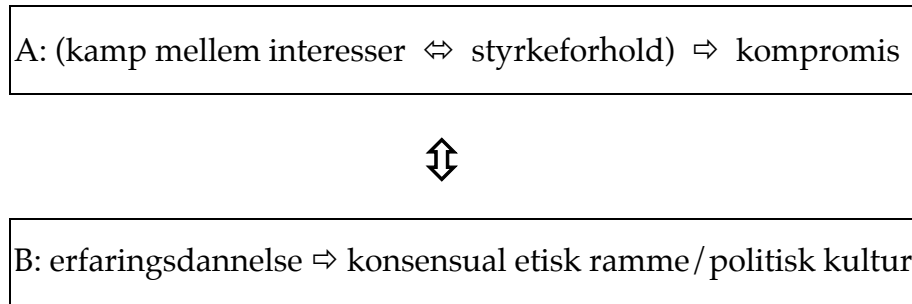 A: (kamp mellem interesser ⇔ styrkeforhold) ⇨ kompromis
⇕
B: erfaringsdannelse ⇨ konsensual etisk ramme/politisk kultur